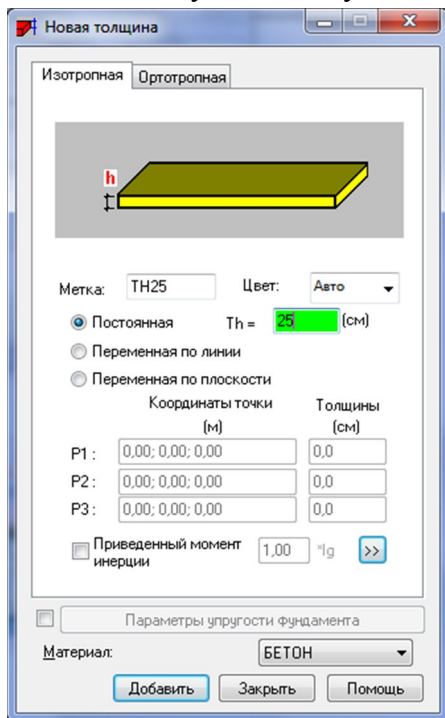 Новая толщина
Изотропная Ортотропная
h
Метка: TH25 Цвет: Авто
Постоянная Th = 25 (см)
Переменная по линии
Переменная по плоскости
Координаты точки Толщины
(м) (см)
P1 : 0,00; 0,00; 0,00 0,0
P2 : 0,00; 0,00; 0,00 0,0
P3 : 0,00; 0,00; 0,00 0,0
Приведенный момент 1,00 *Ig >>
инерции
Параметры упругости фундамента
Материал: БЕТОН
Добавить Закрыть Помощь